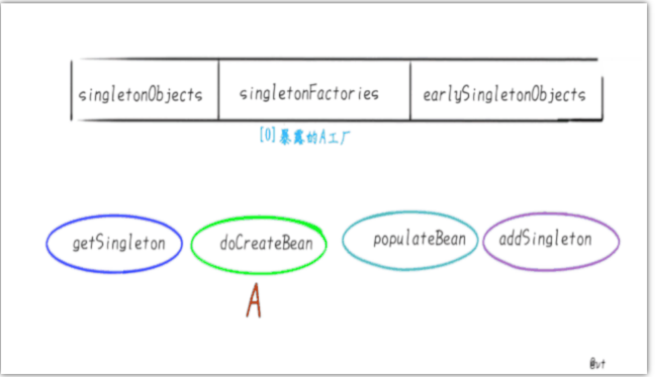 singletonObjects singletonFactories earlySingletonObjects
[0]暴露的A工厂
getSingleton doCreateBean populateBean addSingleton
A